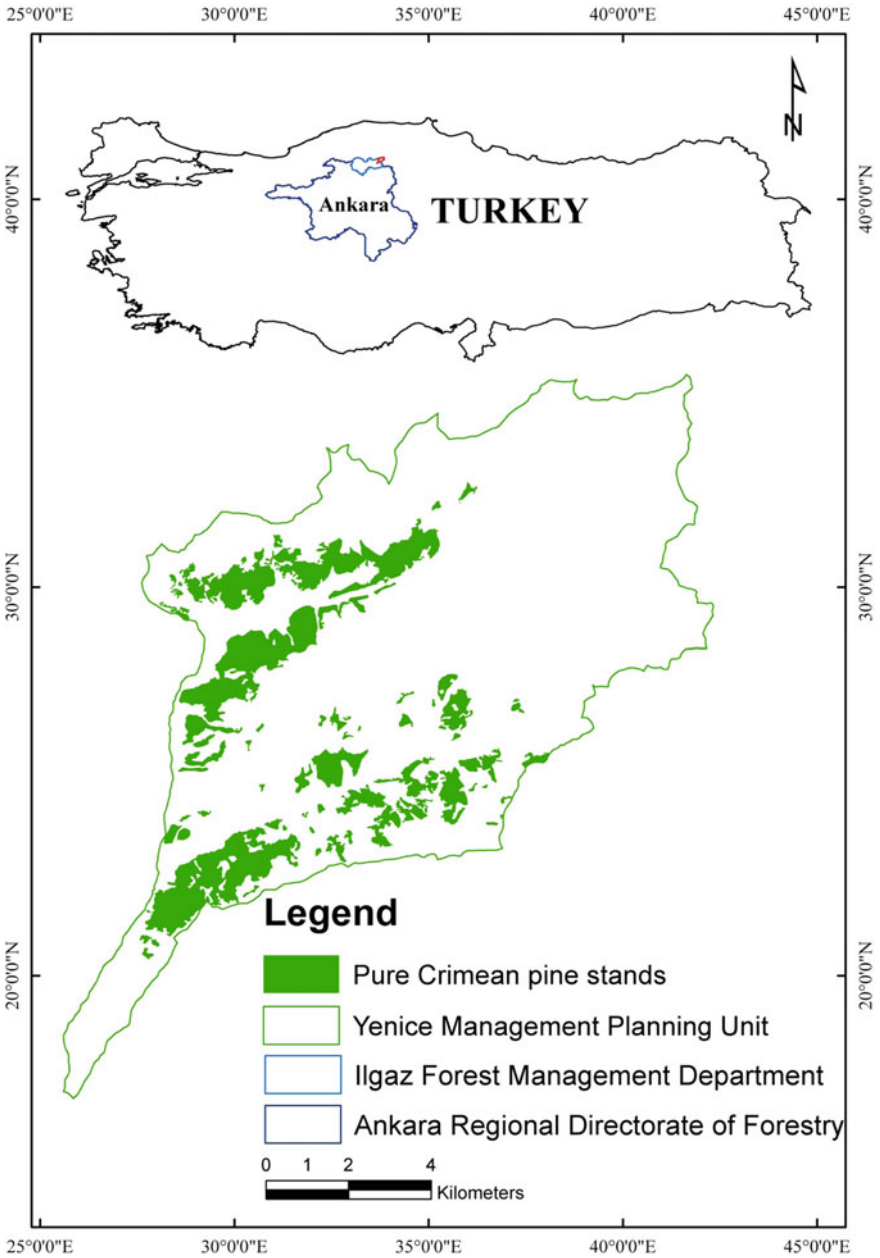 25°0'0"E 30°0'0"E 35°0'0"E 40°0'0"E 45°0'0"E
N
40°0'0"N 40°0'0"N
Ankara TURKEY
30°0'0"N 30°0'0"N
20°0'0"N 20°0'0"N
Legend
Pure Crimean pine stands
Yenice Management Planning Unit
Ilgaz Forest Management Department
Ankara Regional Directorate of Forestry
0 1 2 4
Kilometers
25°0'0"E 30°0'0"E 35°0'0"E 40°0'0"E 45°0'0"E